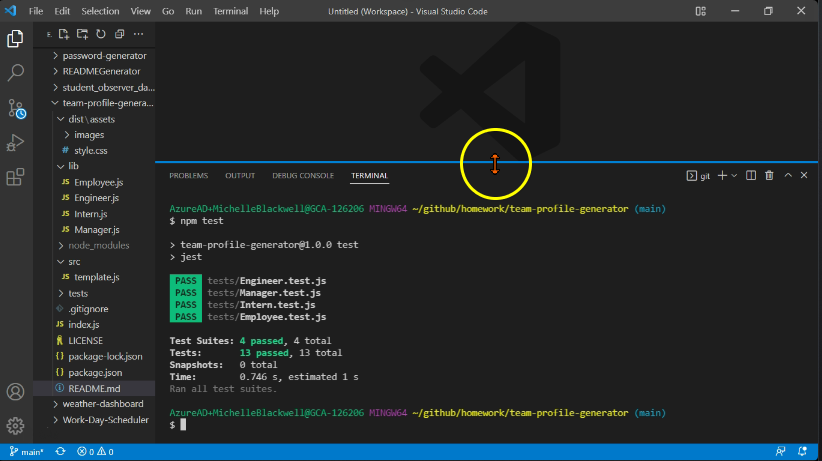 File Edit Selection View Go Run Terminal Help Untitled (Workspace) - Visual Studio Code
E.
password-generator
READMEGenerator
student_observer_da...
team-profile-genera...
dist\assets
images
# style.css
lib
JS Employee.js
JS Engineer.js
JS Intern.js
JS Manager.js
node_modules
src
JS template.js
tests
.gitignore
JS index.js
LICENSE
{} package-lock.json
{} package.json
README.md
weather-dashboard
Work-Day-Scheduler
PROBLEMS OUTPUT DEBUG CONSOLE TERMINAL git
AzureAD+MichelleBlackwell@GCA-126206 MINGW64 ~/github/homework/team-profile-generator (main)
$ npm test
> team-profile-generator@1.0.0 test
> jest
PASS tests/Engineer.test.js
PASS tests/Manager.test.js
PASS tests/Intern.test.js
PASS tests/Employee.test.js
Test Suites: 4 passed, 4 total
Tests: 13 passed, 13 total
Snapshots: 0 total
Time: 0.746 s, estimated 1 s
Ran all test suites.
AzureAD+MichelleBlackwell@GCA-126206 MINGW64 ~/github/homework/team-profile-generator (main)
$
main* 0 0